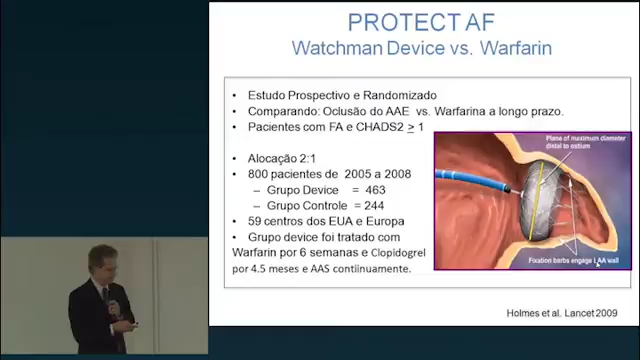 PROTECT AF
Watchman Device vs. Warfarin
• Estudo Prospectivo e Randomizado
• Comparando: Oclusão do AAE vs. Warfarina a longo prazo.
• Pacientes com FA e CHADS2 ≥ 1
• Alocação 2:1
• 800 pacientes de 2005 a 2008
– Grupo Device = 463
– Grupo Controle = 244
• 59 centros dos EUA e Europa
• Grupo device foi tratado com
Warfarin por 6 semanas e Clopidogrel
por 4.5 meses e AAS contiinuamente.
Plane of maximum diameter
distal to ostium
Fixation barbs engage LAA wall
Holmes et al. Lancet 2009